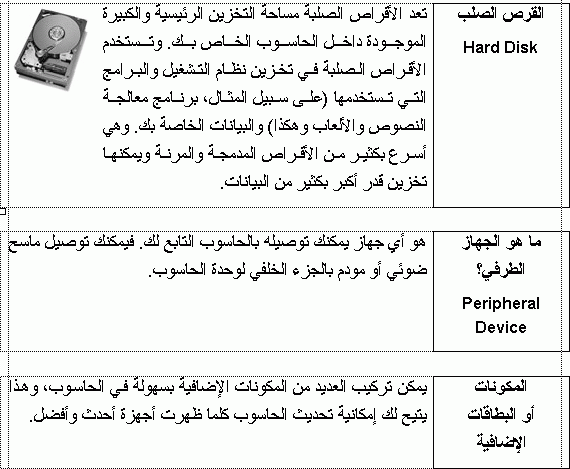 القرص الصلب
Hard Disk
تعد الأقراص الصلبة مساحة التخزين الرئيسية والكبيرة
الموجودة داخل الحاسوب الخاص بك. وتستخدم
الأقراص الصلبة في تخزين نظام التشغيل والبرامج
التي تستخدمها (على سبيل المثال، برنامج معالجة
النصوص والألعاب وهكذا) والبيانات الخاصة بك. وهي
أسرع بكثير من الأقراص المدمجة والمرنة ويمكنها
تخزين قدر أكبر بكثير من البيانات.
ما هو الجهاز
الطرفي؟
Peripheral
Device
هو أي جهاز يمكنك توصيله بالحاسوب التابع لك. فيمكنك توصيل ماسح
ضوئي أو مودم بالجزء الخلفي لوحدة الحاسوب.
المكونات
أو البطاقات
الإضافية
يمكن تركيب العديد من المكونات الإضافية بسهولة في الحاسوب، وهذا
يتيح لك إمكانية تحديث الحاسوب كلما ظهرت أجهزة أحدث وأفضل.